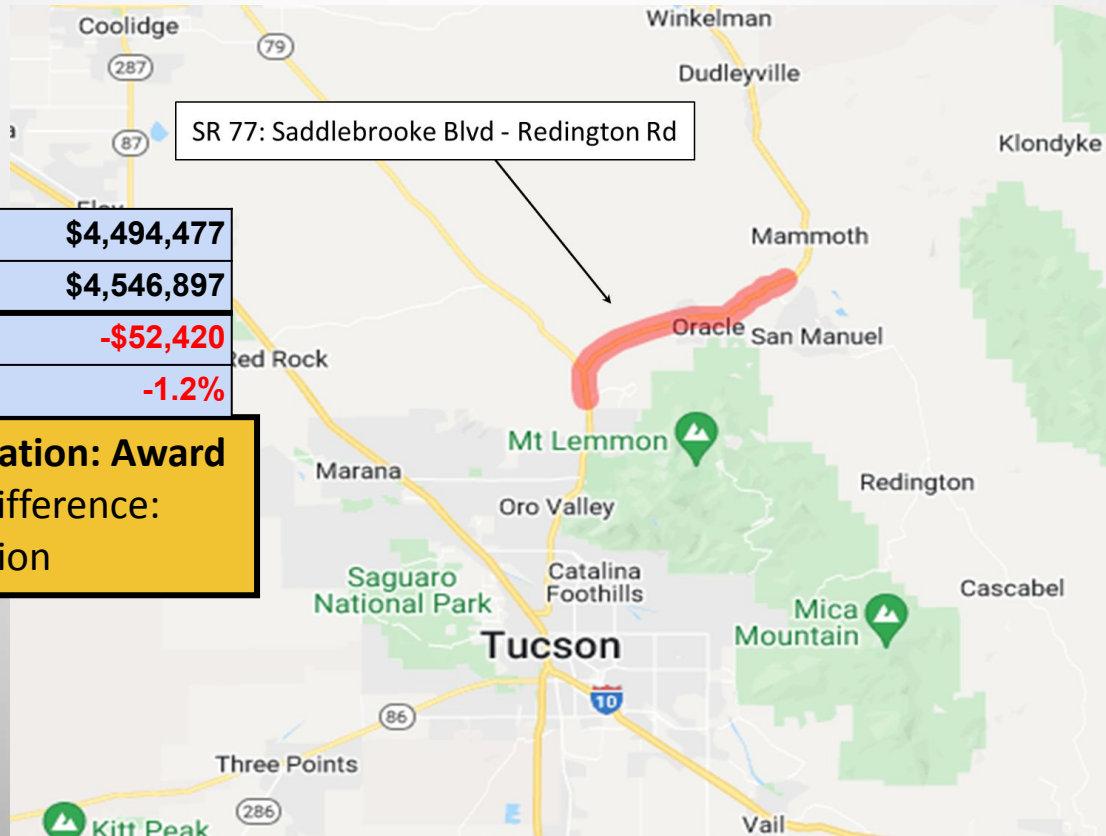 Coolidge
79
287
Winkelman
Dudleyville
SR 77: Saddlebrooke Blvd - Redington Rd
87
Klondyke
$4,494,477
Mammoth
$4,546,897
-$52,420
Oracle
San Manuel
Red Rock
-1.2%
ation: Award
ifference:
ion
Mt Lemmon
Marana
Redington
Oro Valley
Saguaro
National Park
Catalina
Foothills
Cascabel
Mica
Mountain
Tucson
10
86
Three Points
286
Kitt Peak
Vail